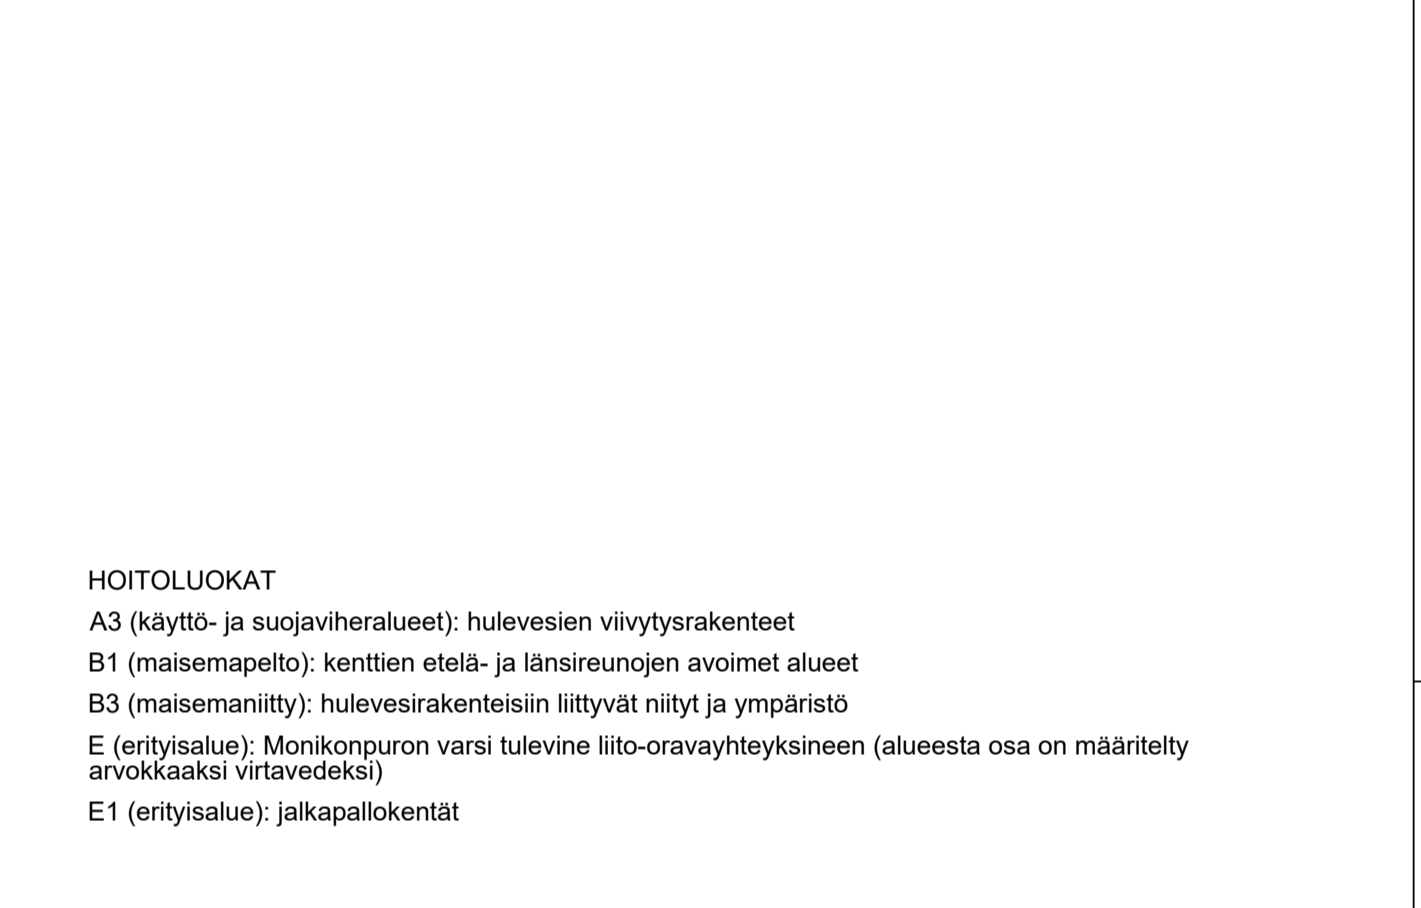 HOITOLUOKAT
A3 (käyttö- ja suojaviheralueet): hulevesien viivytysrakenteet
B1 (maisemapelto): kenttien etelä- ja länsireunojen avoimet alueet
B3 (maisemaniitty): hulevesirakenteisiin liittyvät niityt ja ympäristö
E (erityisalue): Monikonpuron varsi tulevine liito-oravayhteyksineen (alueesta osa on määritelty
arvokkaaksi virtavedeksi)
E1 (erityisalue): jalkapallokentät